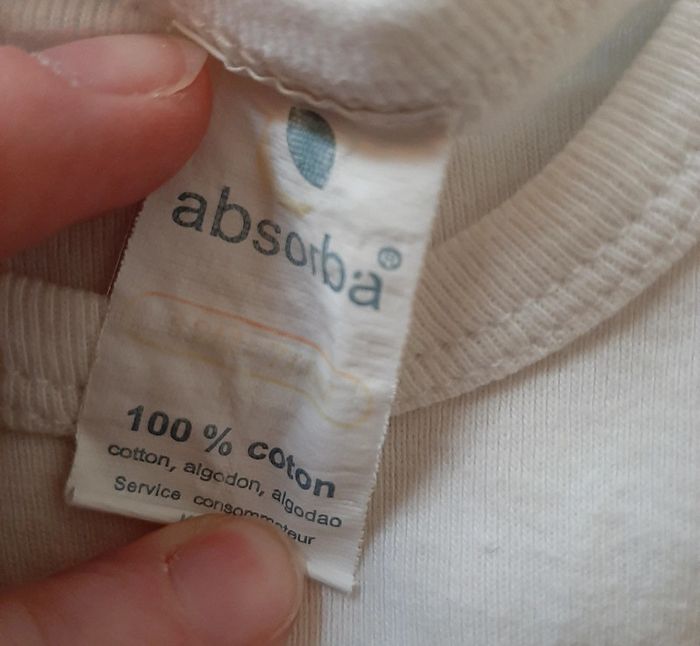 absorba®
100 % coton
cotton, algodon, algodao
Service consommateur